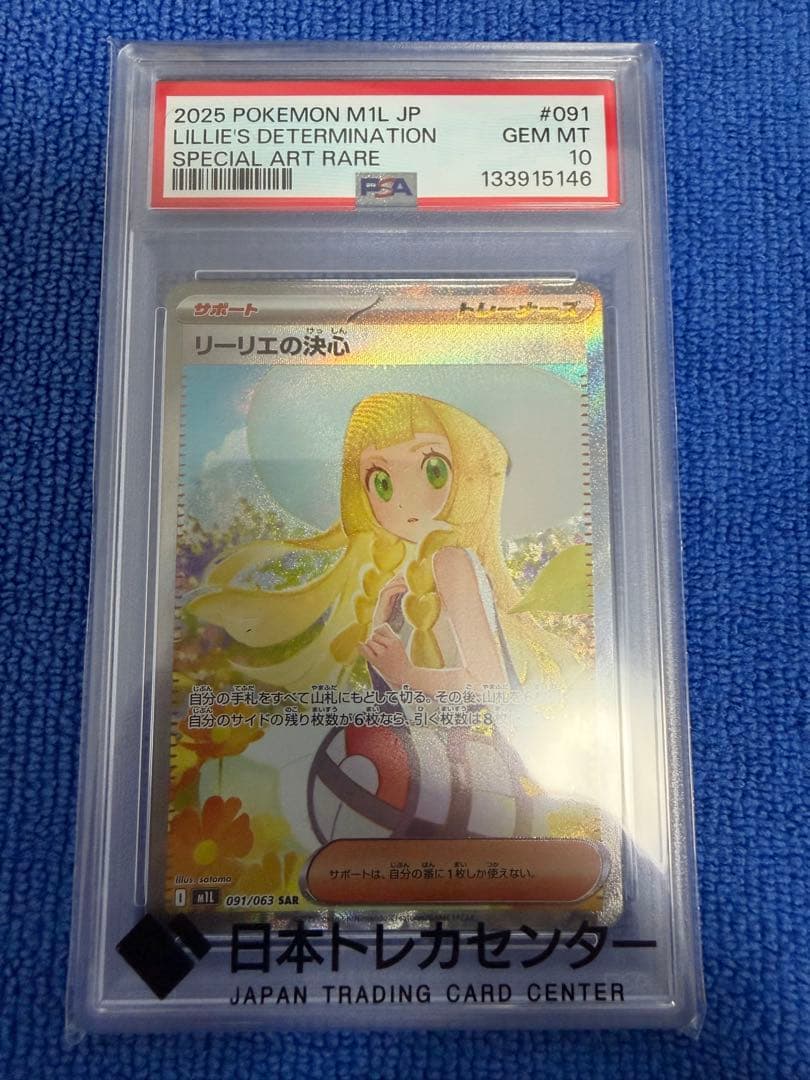 2025 POKEMON M1L JP #091
LILLIE'S DETERMINATION GEM MT
SPECIAL ART RARE 10
PSA 133915146
サポート トレーナーズ
リーリエの決心
自分の手札をすべて山札にもどして切る。その後、山札を
自分のサイドの残り枚数が6枚なら、引く枚数は8
サポートは、自分の番に1枚しか使えない。
Illus. satoma
I M1L 091/063 SAR
日本トレカセンター
JAPAN TRADING CARD CENTER